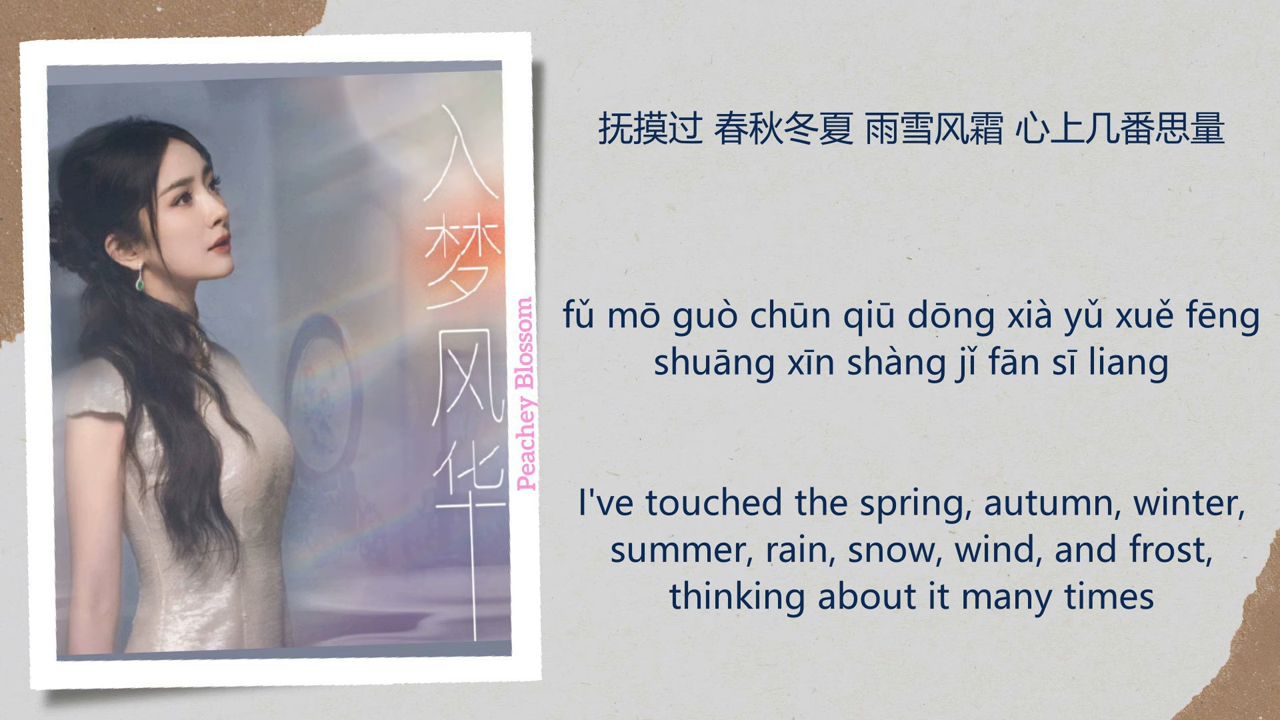 入梦风华
Peachey Blossom
抚摸过 春秋冬夏 雨雪风霜 心上几番思量
fǔ mō guò chūn qiū dōng xià yǔ xuě fēng
shuāng xīn shàng jǐ fān sī liang
I've touched the spring, autumn, winter,
summer, rain, snow, wind, and frost,
thinking about it many times